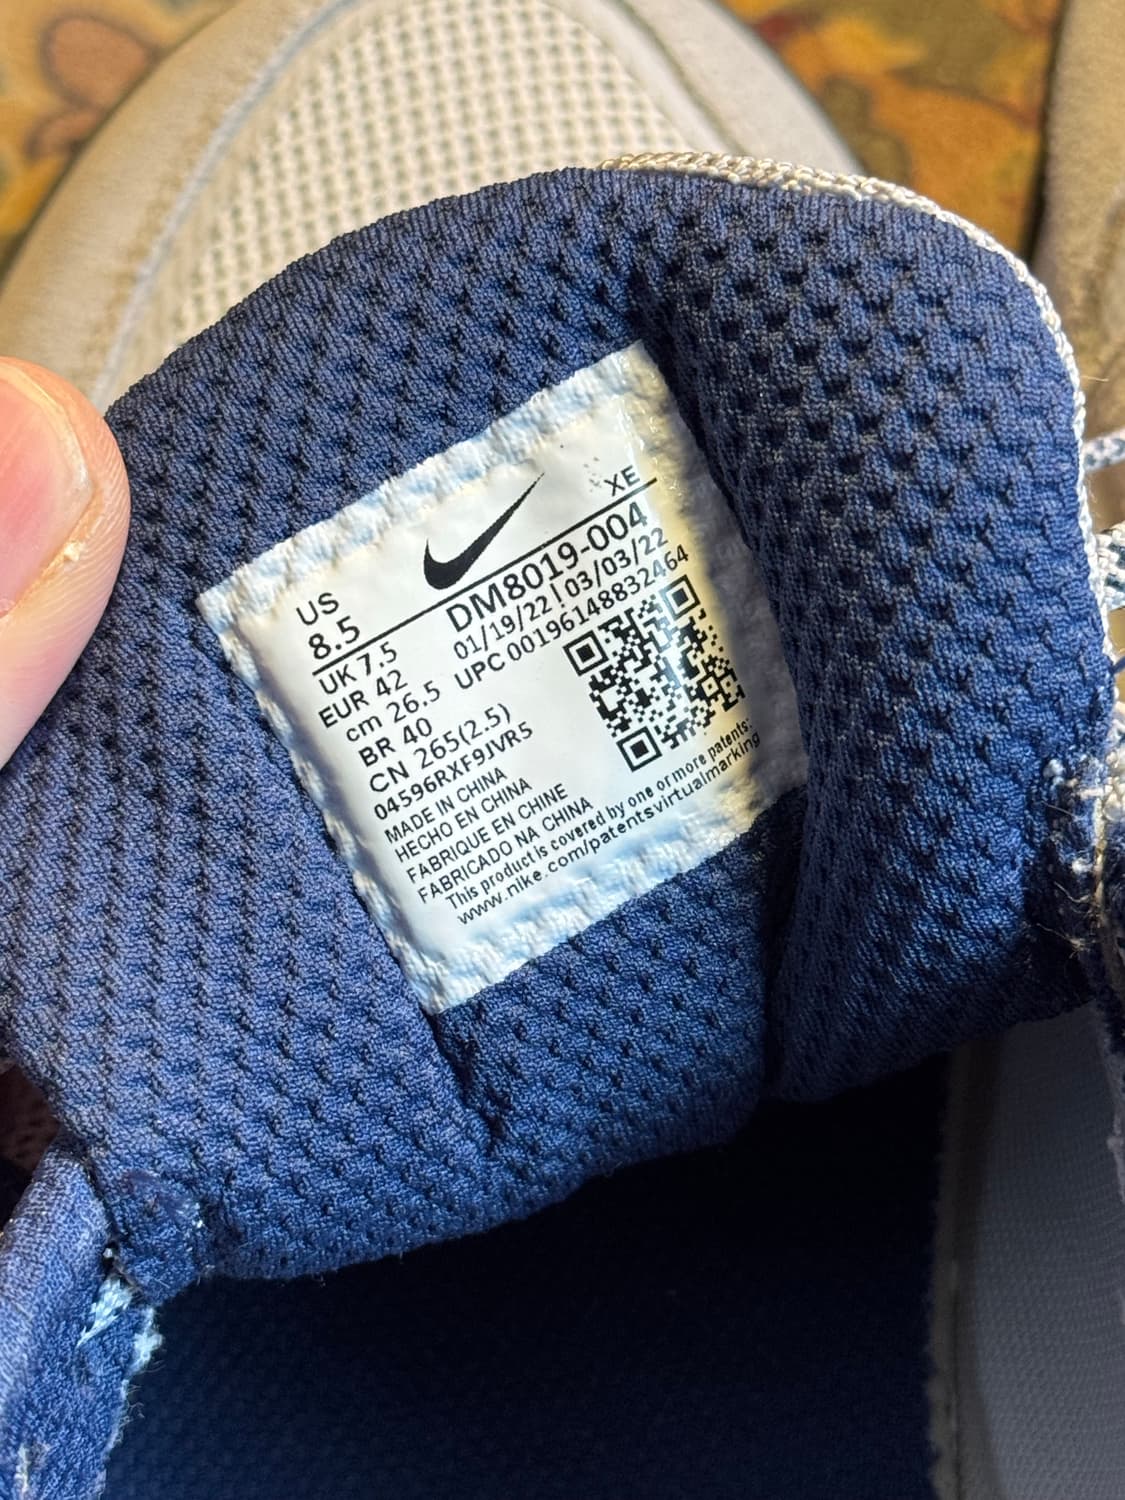 XE
US
8.5
DM8019-004
01/19/22 | 03/03/22
UPC 00196148832464
UK 7.5
EUR 42
cm 26.5
BR 40
CN 265(2.5)
04596RXF9JVR5
MADE IN CHINA
HECHO EN CHINA
FABRIQUE EN CHINE
FABRICADO NA CHINA
This product is covered by one or more patents:
www.nike.com/patentsvirtualmarking